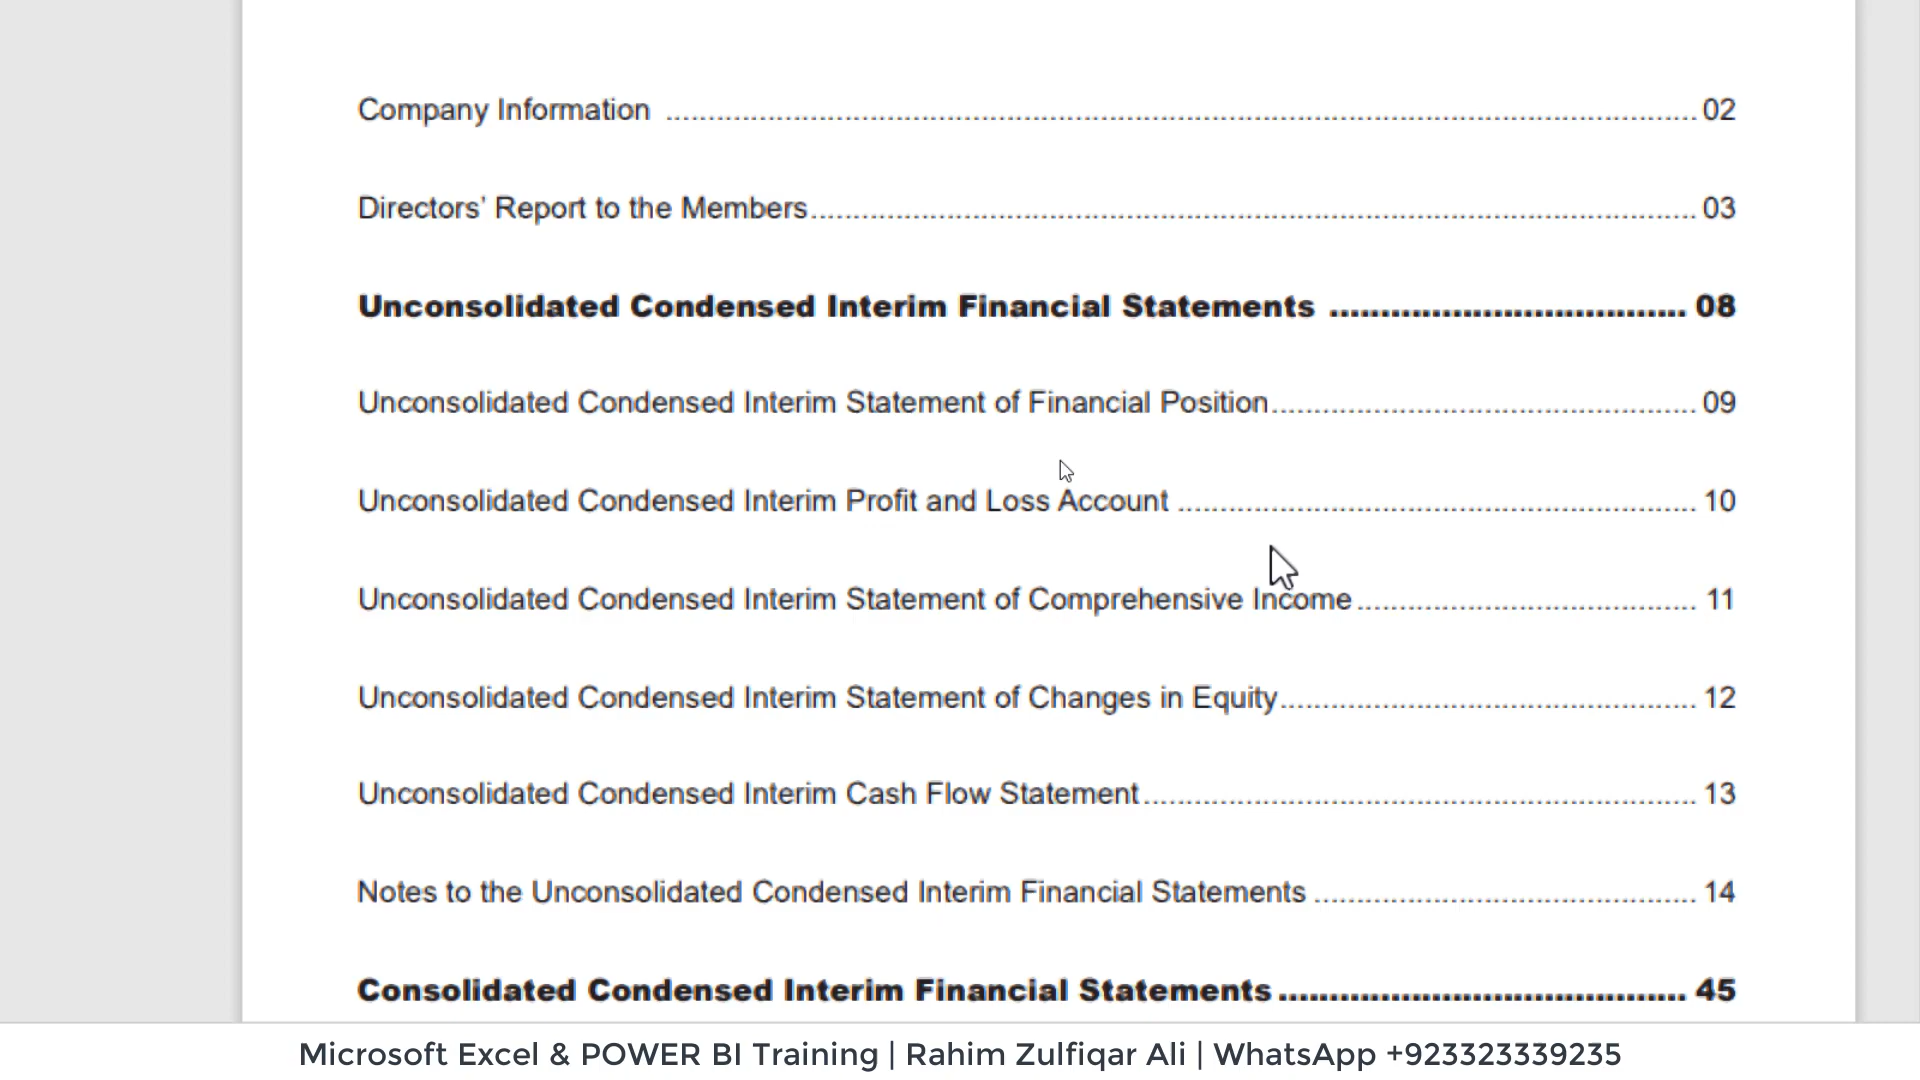 Company Information ........................ 02
Directors' Report to the Members ........................ 03
Unconsolidated Condensed Interim Financial Statements ........................ 08
Unconsolidated Condensed Interim Statement of Financial Position ........................ 09
Unconsolidated Condensed Interim Profit and Loss Account ........................ 10
Unconsolidated Condensed Interim Statement of Comprehensive Income ........................ 11
Unconsolidated Condensed Interim Statement of Changes in Equity ........................ 12
Unconsolidated Condensed Interim Cash Flow Statement ........................ 13
Notes to the Unconsolidated Condensed Interim Financial Statements ........................ 14
Consolidated Condensed Interim Financial Statements ........................ 45
Microsoft Excel & POWER BI Training | Rahim Zulfiqar Ali | WhatsApp +923323339235